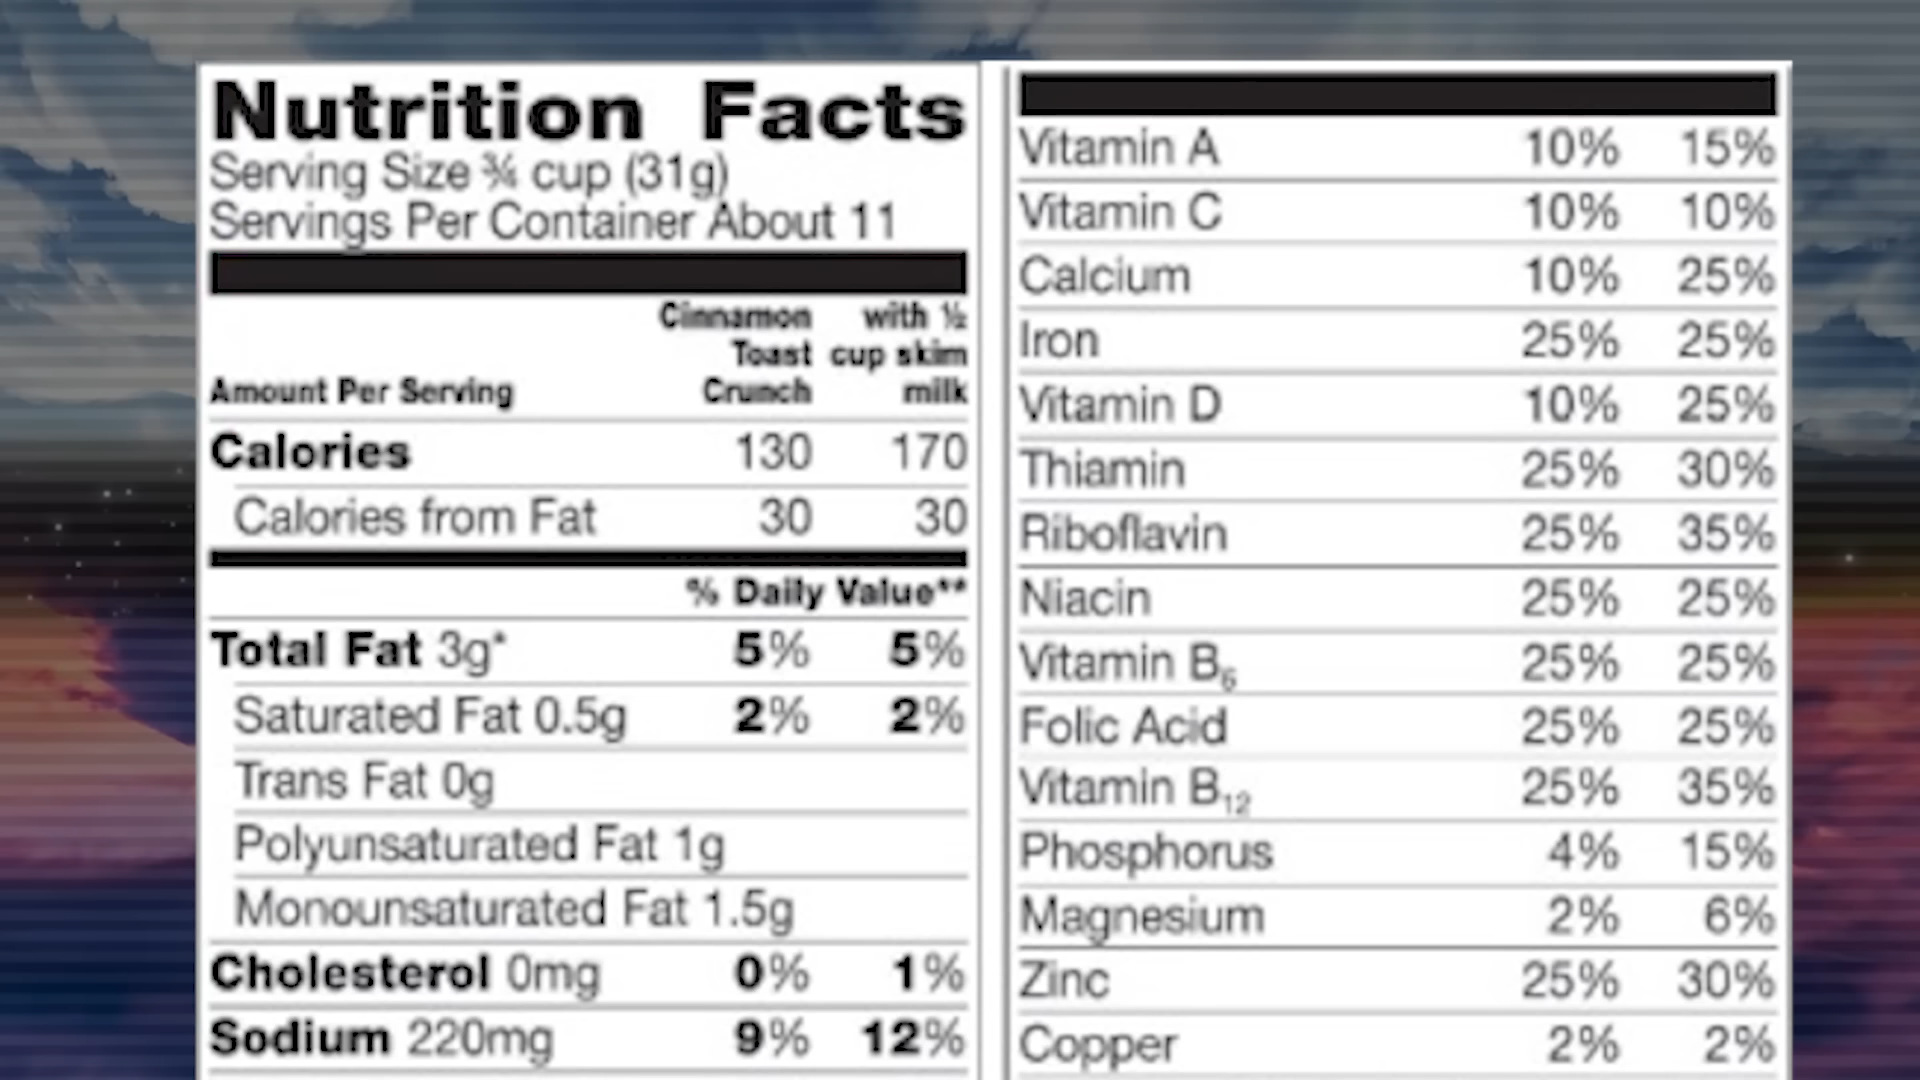 Nutrition Facts
Serving Size ¾ cup (31g)
Servings Per Container About 11
Cinnamon with ½
Toast cup skim
Amount Per Serving Crunch milk
Calories 130 170
Calories from Fat 30 30
% Daily Value**
Total Fat 3g* 5% 5%
Saturated Fat 0.5g 2% 2%
Trans Fat 0g
Polyunsaturated Fat 1g
Monounsaturated Fat 1.5g
Cholesterol 0mg 0% 1%
Sodium 220mg 9% 12%
Vitamin A 10% 15%
Vitamin C 10% 10%
Calcium 10% 25%
Iron 25% 25%
Vitamin D 10% 25%
Thiamin 25% 30%
Riboflavin 25% 35%
Niacin 25% 25%
Vitamin B₆ 25% 25%
Folic Acid 25% 25%
Vitamin B₁₂ 25% 35%
Phosphorus 4% 15%
Magnesium 2% 6%
Zinc 25% 30%
Copper 2% 2%